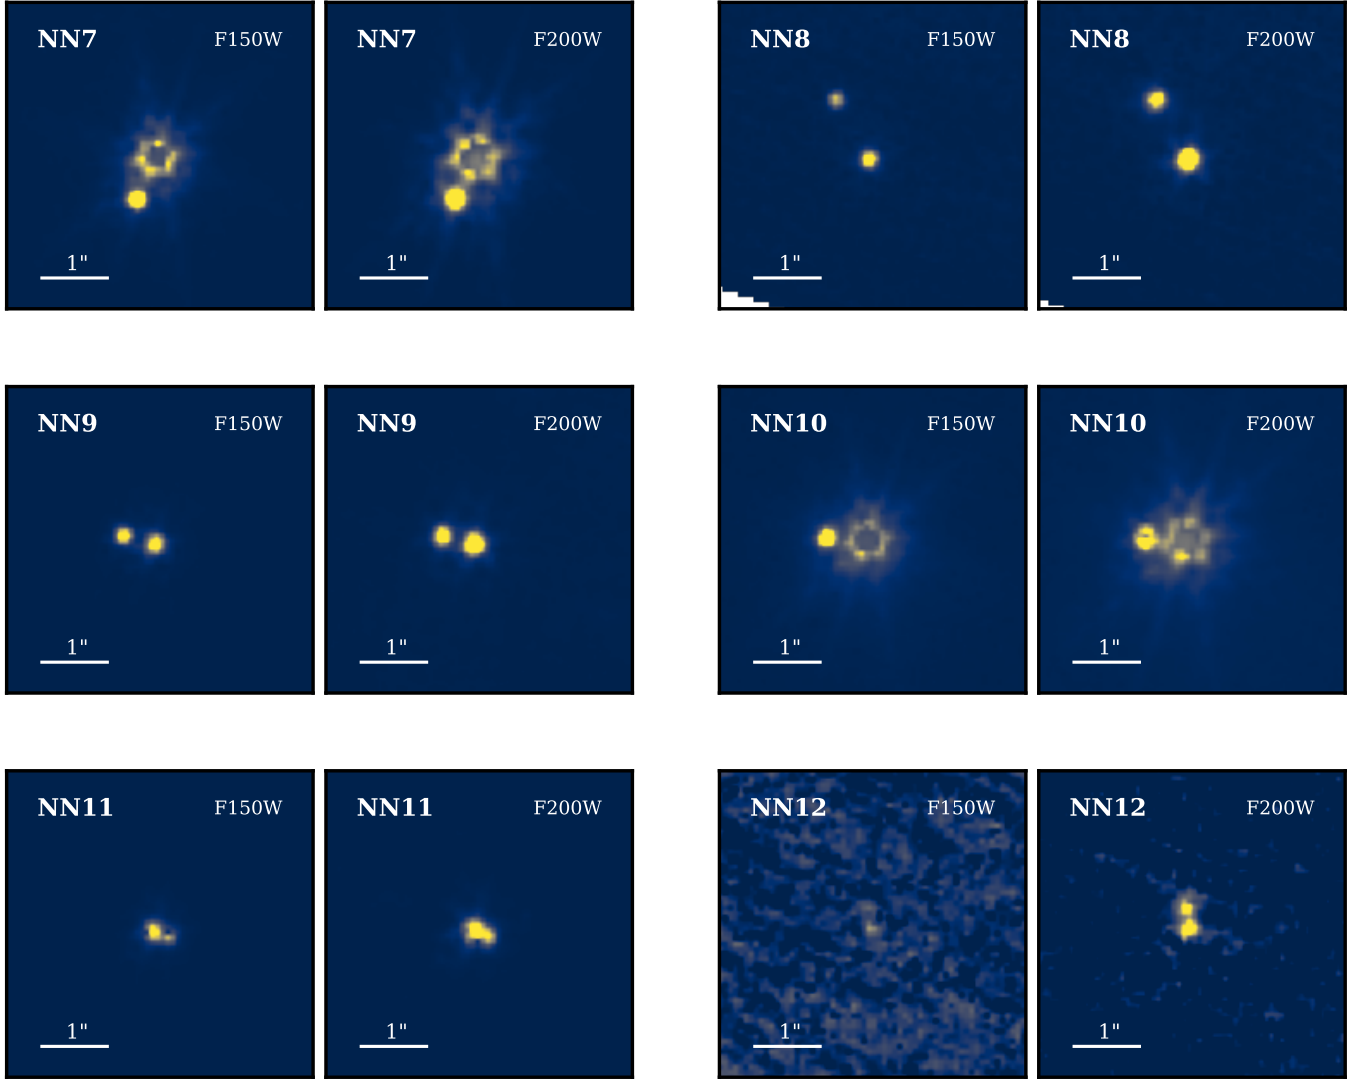 NN7 F150W
1"
NN7 F200W
1"
NN8 F150W
1"
NN8 F200W
1"
NN9 F150W
1"
NN9 F200W
1"
NN10 F150W
1"
NN10 F200W
1"
NN11 F150W
1"
NN11 F200W
1"
NN12 F150W
1"
NN12 F200W
1"